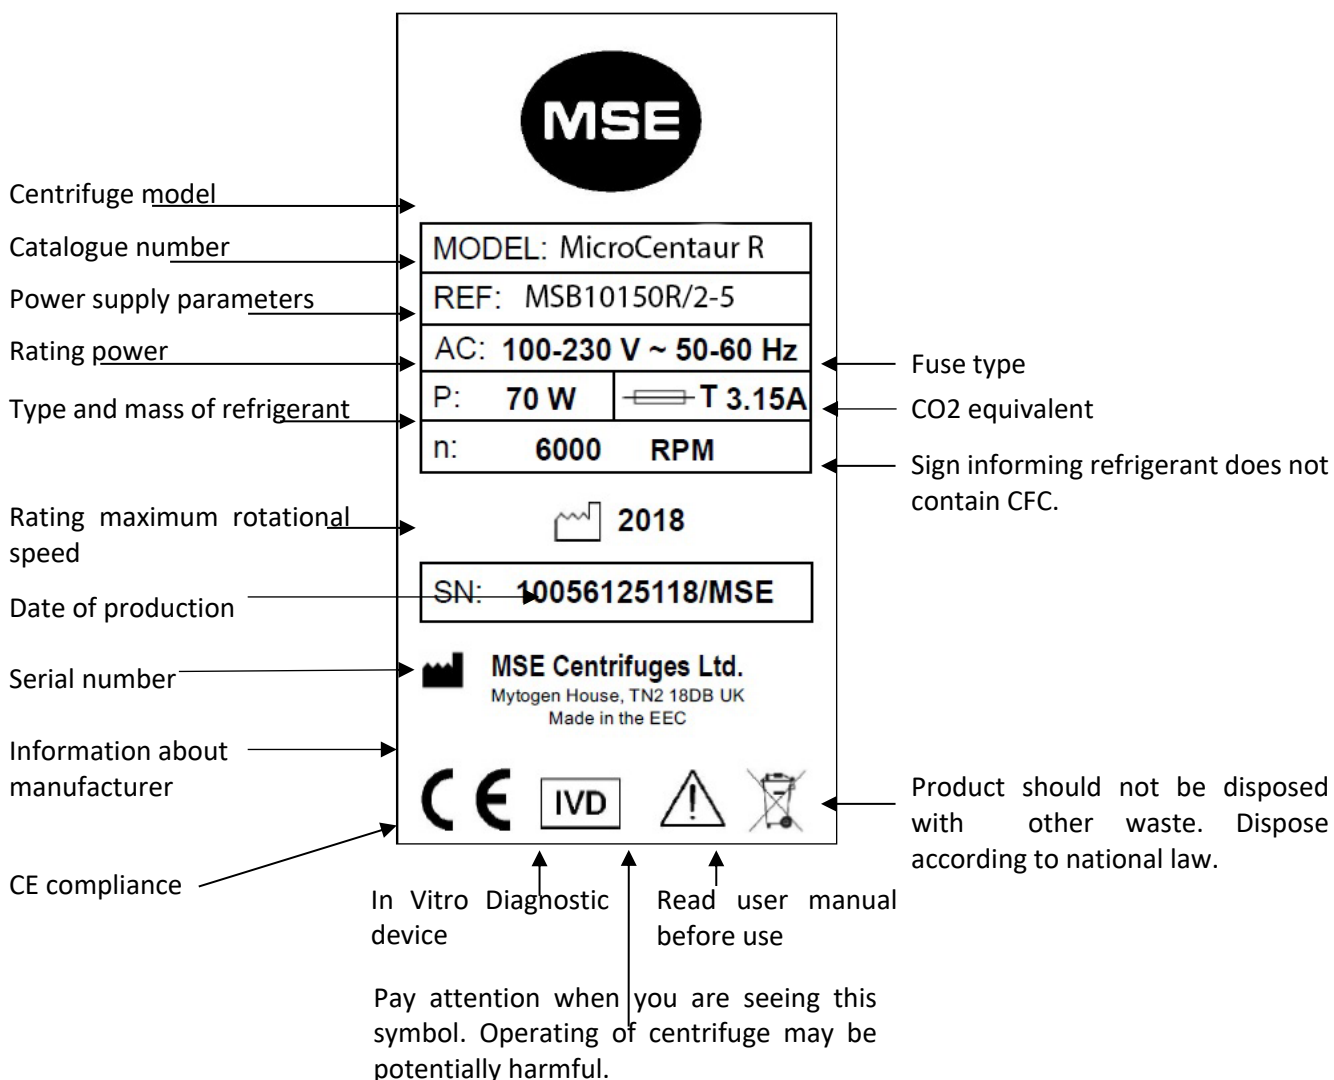 MSE
Centrifuge model
Catalogue number
Power supply parameters
Rating power
Type and mass of refrigerant
Rating maximum rotational
speed
Date of production
Serial number
Information about
manufacturer
CE compliance
MODEL: MicroCentaur R
REF: MSB10150R/2-5
AC: 100-230 V ~ 50-60 Hz
P: 70 W T 3.15A
n: 6000 RPM
2018
SN: 10056125118/MSE
MSE Centrifuges Ltd.
Mytogen House, TN2 18DB UK
Made in the EEC
CE IVD
Fuse type
CO2 equivalent
Sign informing refrigerant does not
contain CFC.
Product should not be disposed
with other waste. Dispose
according to national law.
In Vitro Diagnostic
device
Read user manual
before use
Pay attention when you are seeing this
symbol. Operating of centrifuge may be
potentially harmful.